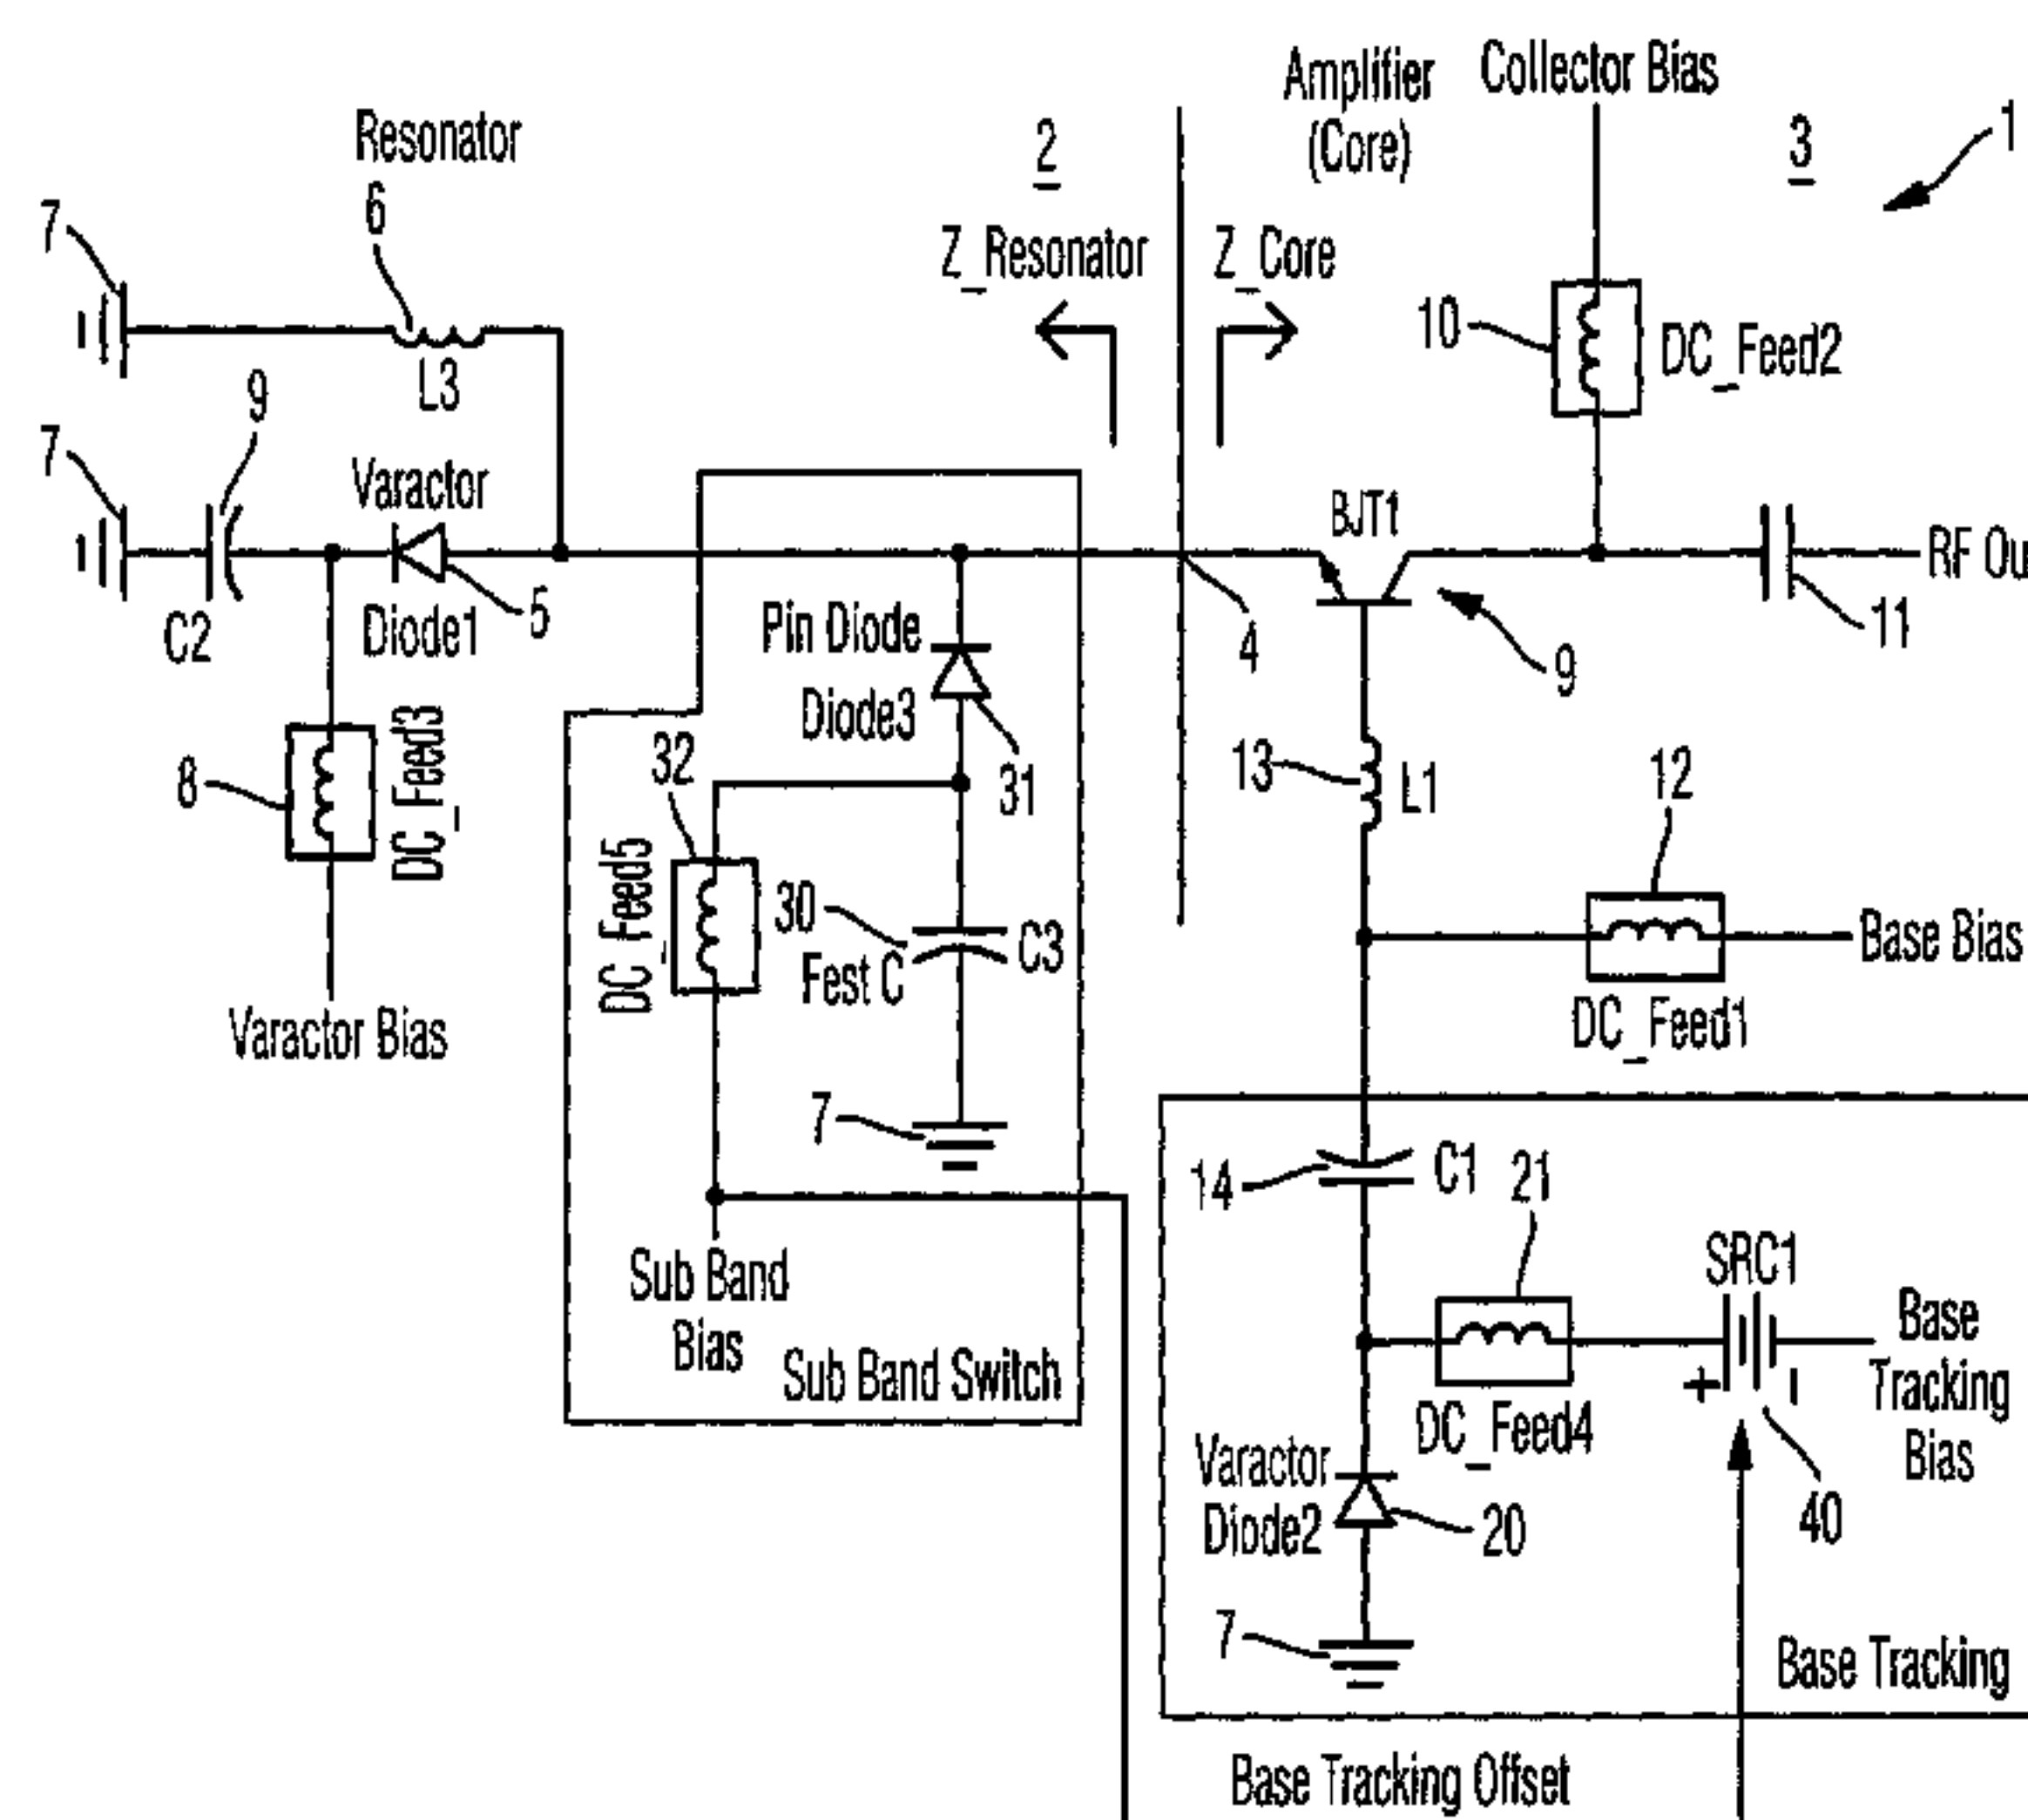 Amplifier
(Core)
Collector Bias
Resonator
2
3
1
6
7
Z_Resonator
Z_Core
10
DC_Feed2
L3
9
7
Varactor
BJT1
RF Ou
C2
Diode1
5
Pin Diode
Diode3
4
9
11
8
DC_Feed3
32
31
13
L1
12
DC_Feed5
30
Fest C
C3
Base Bias
DC_Feed1
Varactor Bias
7
14
C1
21
Sub Band
Bias
Sub Band Switch
SRC1
Base
Tracking
Bias
+
-
DC_Feed4
40
Varactor
Diode2
20
7
Base Tracking
Base Tracking Offset